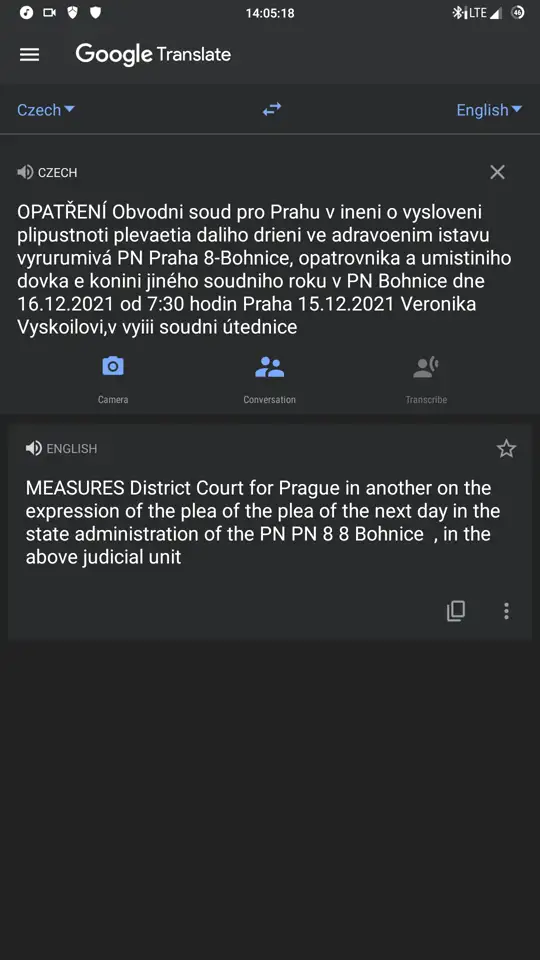 14:05:18
LTE
46
Google Translate
Czech
English
CZECH
OPATŘENÍ Obvodni soud pro Prahu v ineni o vysloveni
plipustnoti plevaetia daliho drieni ve adravoenim istavu
vyrurumivá PN Praha 8-Bohnice, opatrovnika a umistiniho
dovka e konini jiného soudniho roku v PN Bohnice dne
16.12.2021 od 7:30 hodin Praha 15.12.2021 Veronika
Vyskoilovi,v vyiii soudni útednice
Camera
Conversation
Transcribe
ENGLISH
MEASURES District Court for Prague in another on the
expression of the plea of the plea of the next day in the
state administration of the PN PN 8 8 Bohnice  , in the
above judicial unit